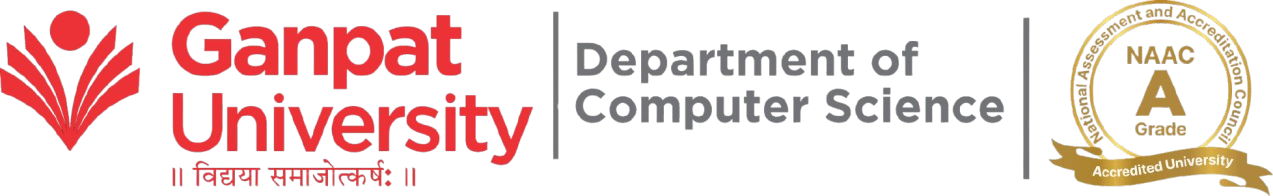 Ganpat
University
॥ विद्यया समाजोत्कर्ष: ॥
Department of
Computer Science
National Assessment and Accreditation Council
NAAC
A
Grade
Accredited University